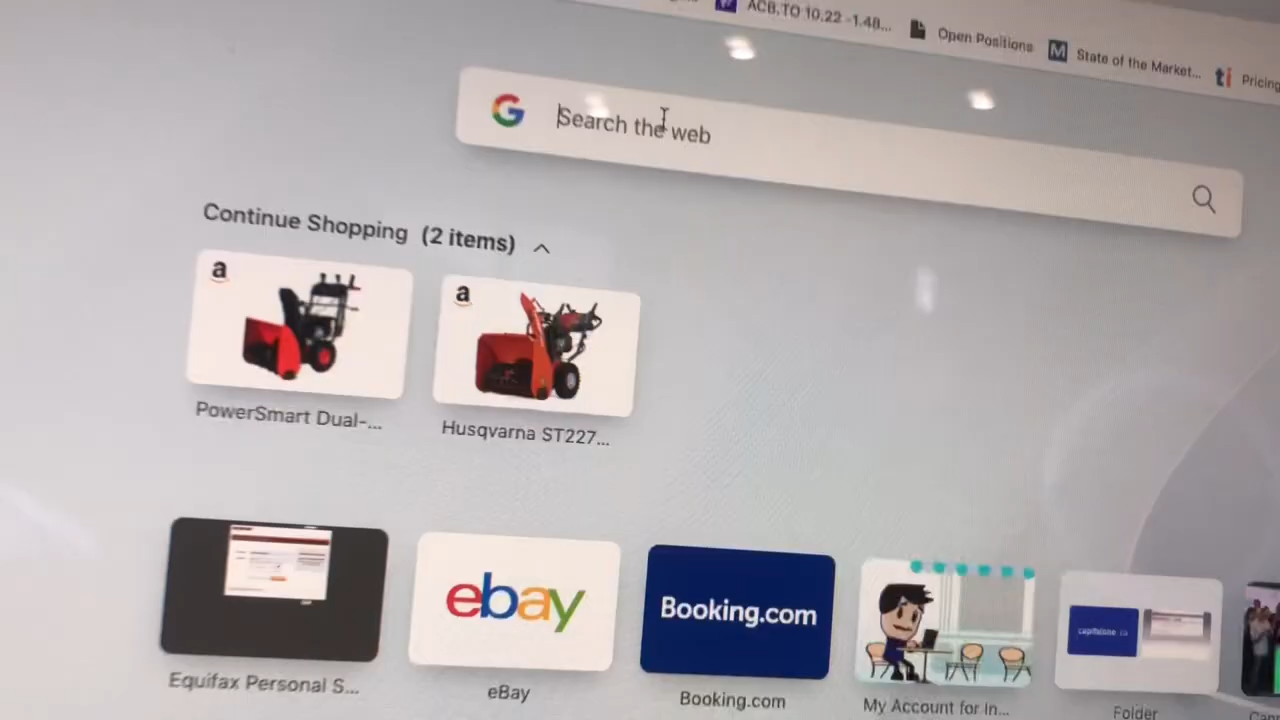 ACB.TO 10.22 -1.48...
Open Positions
State of the Market...
Pricing
Search the web
Continue Shopping (2 items)
a
a
PowerSmart Dual-...
Husqvarna ST227...
ebay
Booking.com
Equifax Personal S...
eBay
Booking.com
My Account for In...
Folder